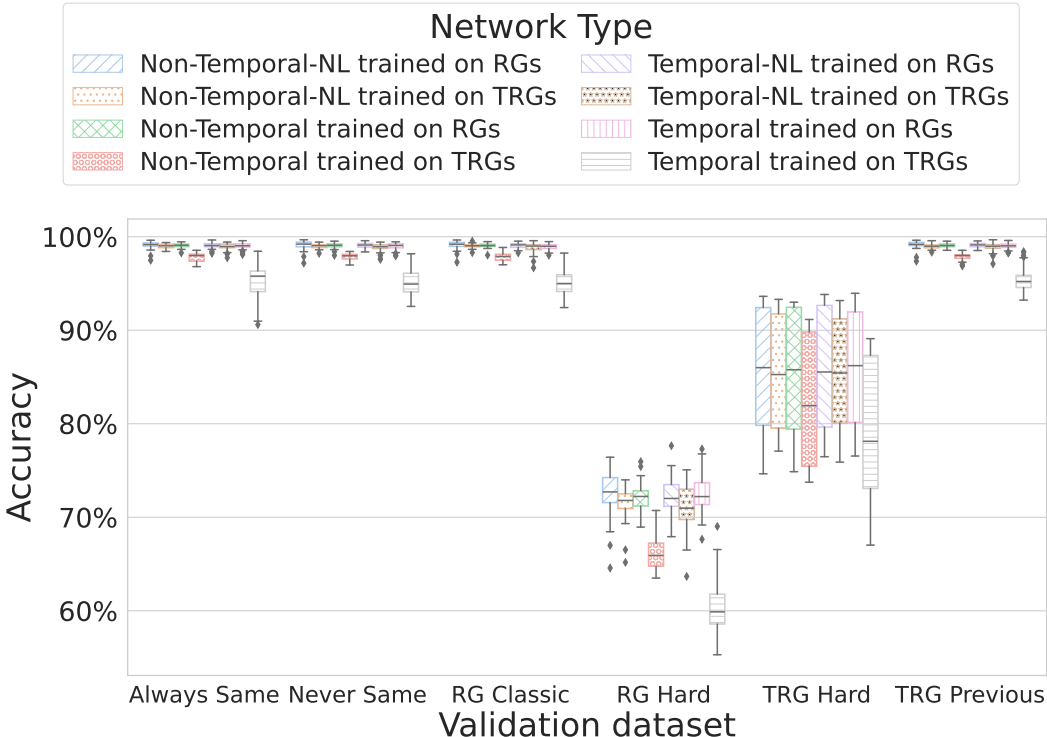 Network Type
Non-Temporal-NL trained on RGs
Non-Temporal-NL trained on TRGs
Non-Temporal trained on RGs
Non-Temporal trained on TRGs
Temporal-NL trained on RGs
Temporal-NL trained on TRGs
Temporal trained on RGs
Temporal trained on TRGs
100%
90%
80%
70%
60%
Accuracy
Always Same
Never Same
RG Classic
RG Hard
TRG Hard
TRG Previous
Validation dataset